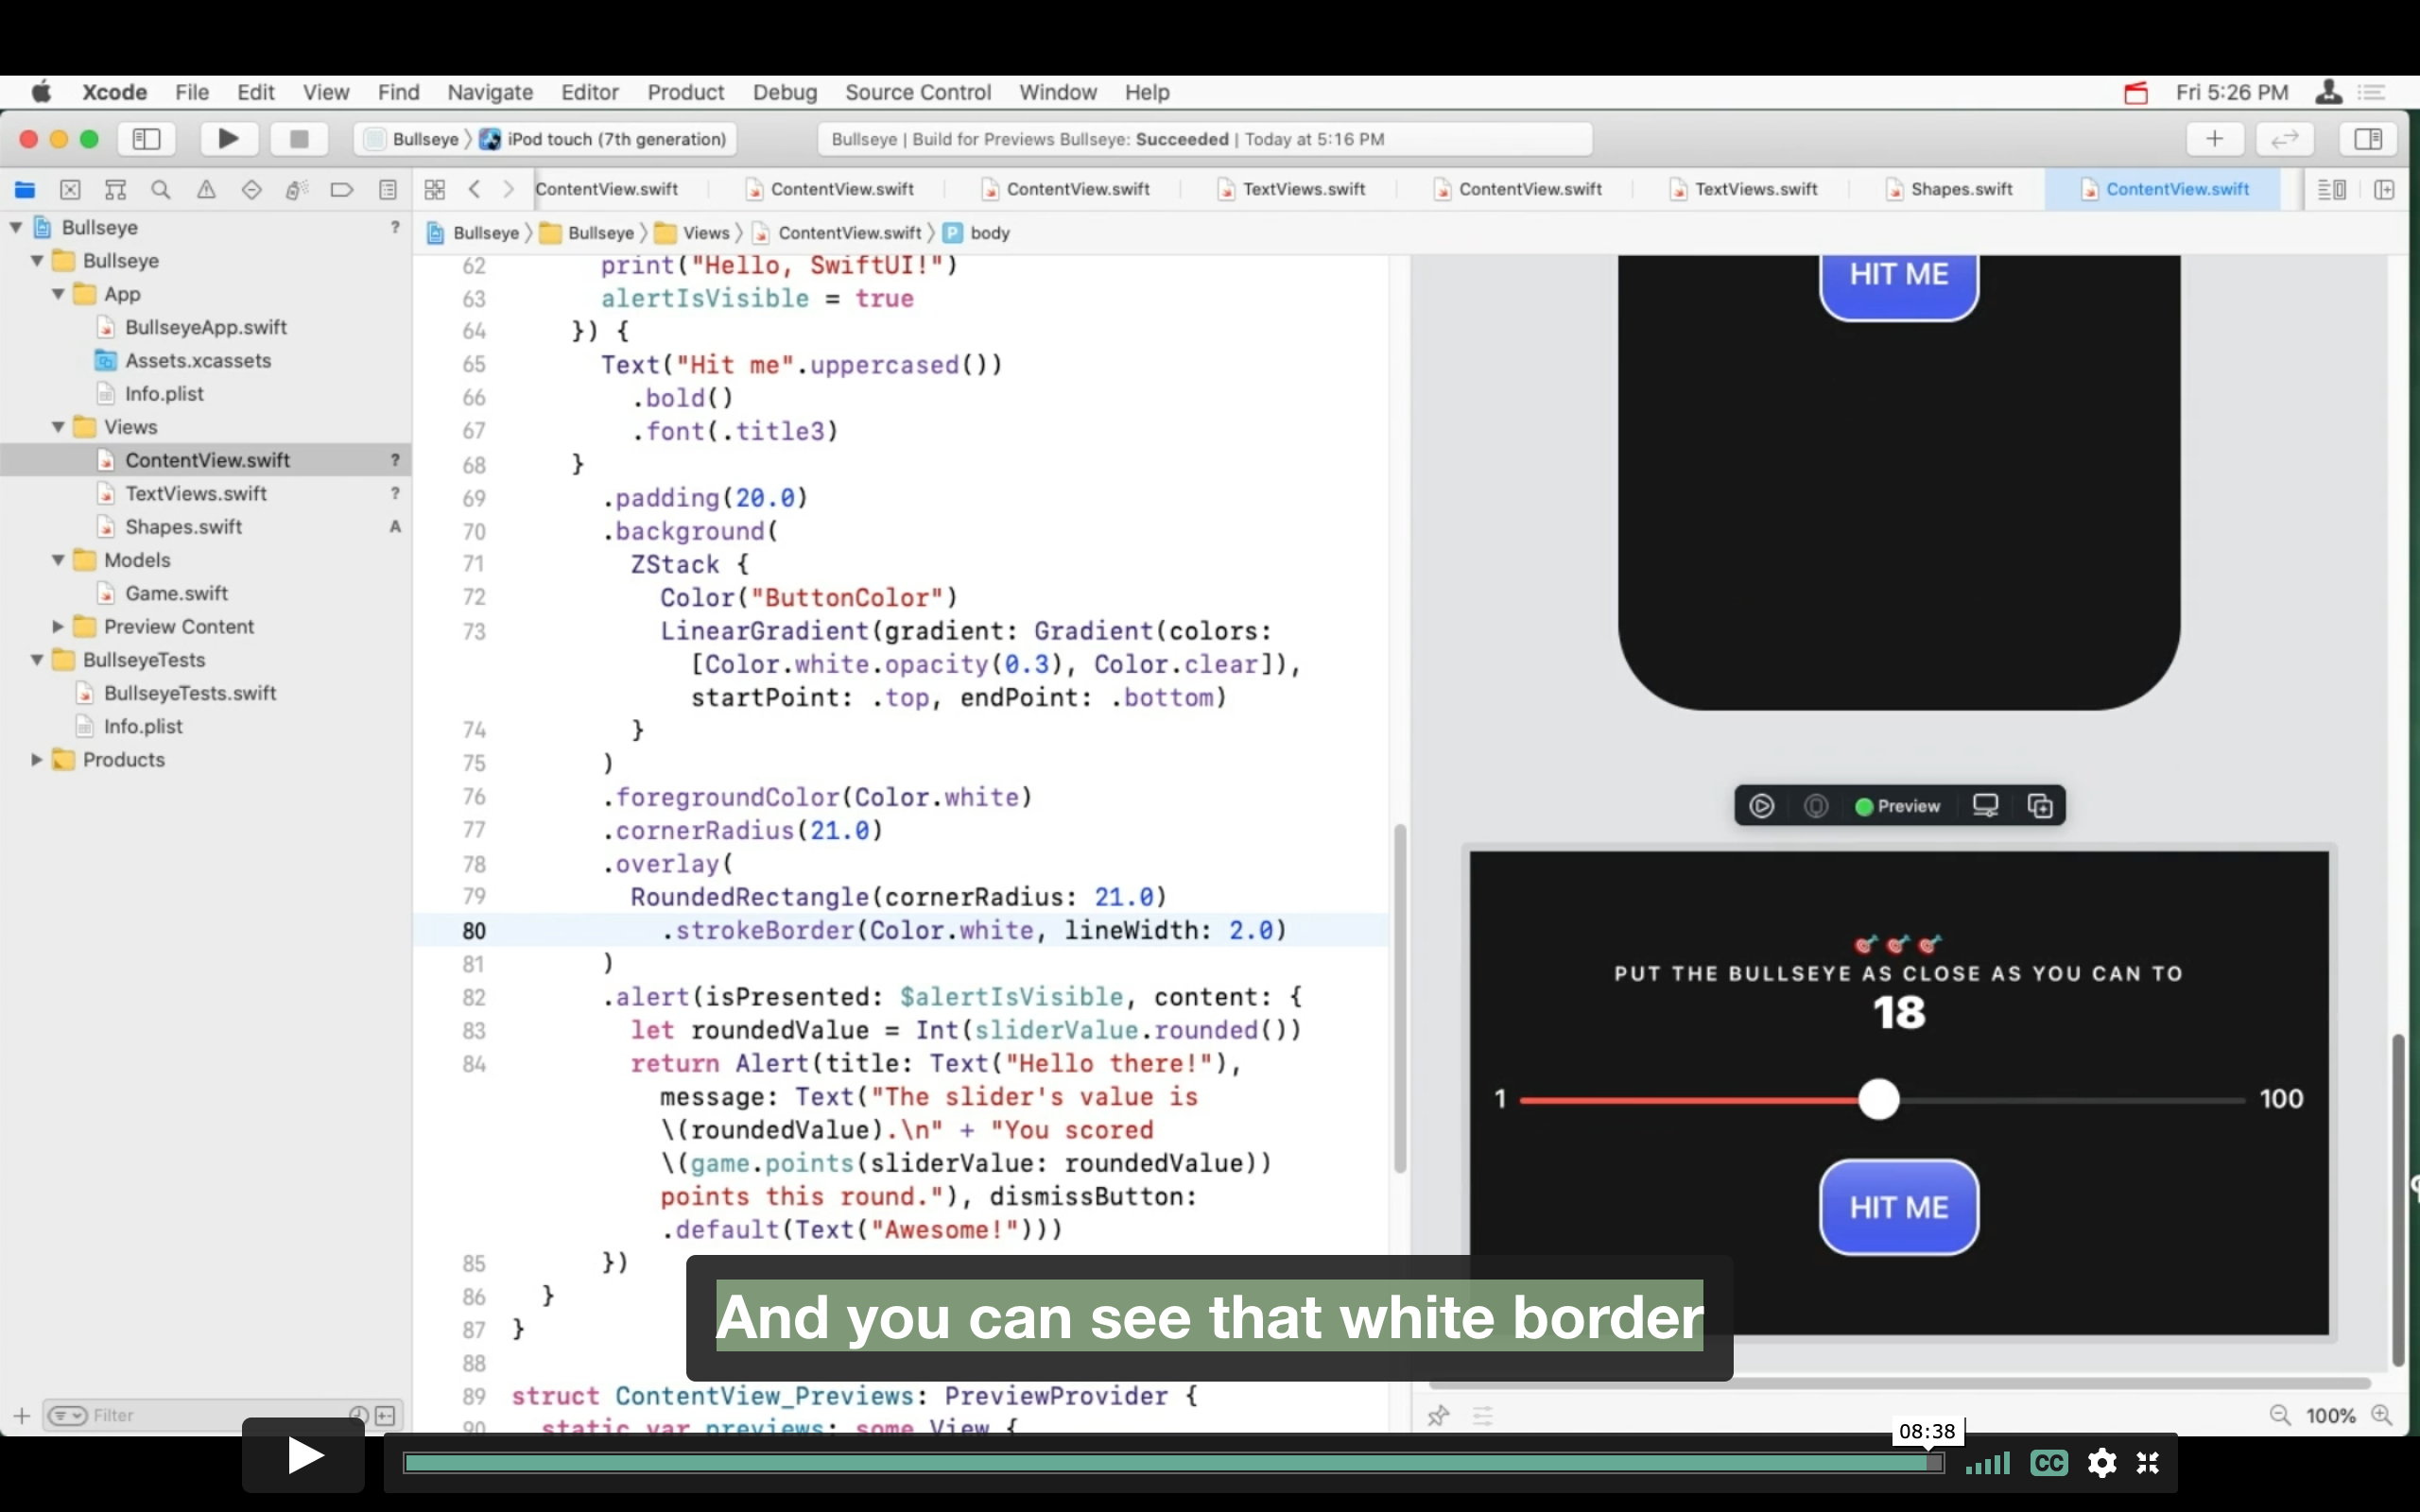 Xcode File Edit View Find Navigate Editor Product Debug Source Control Window Help Fri 5:26 PM
Bullseye 〉 iPod touch (7th generation) Bullseye | Build for Previews Bullseye: Succeeded | Today at 5:16 PM
ContentView.swift ContentView.swift ContentView.swift TextViews.swift ContentView.swift TextViews.swift Shapes.swift ContentView.swift
Bullseye 〉 Bullseye 〉 Views 〉 ContentView.swift 〉 P body
Bullseye ?
Bullseye
App
BullseyeApp.swift
Assets.xcassets
Info.plist
Views
ContentView.swift ?
TextViews.swift ?
Shapes.swift A
Models
Game.swift
Preview Content
BullseyeTests
BullseyeTests.swift
Info.plist
Products
Filter
62 print("Hello, SwiftUI!")
63 alertIsVisible = true
64 }) {
65 Text("Hit me".uppercased())
66 .bold()
67 .font(.title3)
68 }
69 .padding(20.0)
70 .background(
71 ZStack {
72 Color("ButtonColor")
73 LinearGradient(gradient: Gradient(colors:
[Color.white.opacity(0.3), Color.clear]),
startPoint: .top, endPoint: .bottom)
74 }
75 )
76 .foregroundColor(Color.white)
77 .cornerRadius(21.0)
78 .overlay(
79 RoundedRectangle(cornerRadius: 21.0)
80 .strokeBorder(Color.white, lineWidth: 2.0)
81 )
82 .alert(isPresented: $alertIsVisible, content: {
83 let roundedValue = Int(sliderValue.rounded())
84 return Alert(title: Text("Hello there!"),
message: Text("The slider's value is
\(roundedValue).\n" + "You scored
\(game.points(sliderValue: roundedValue))
points this round."), dismissButton:
.default(Text("Awesome!")))
85 })
86 }
87 }
88
89 struct ContentView_Previews: PreviewProvider {
90 static var previews: some View {
HIT ME
Preview
PUT THE BULLSEYE AS CLOSE AS YOU CAN TO
18
1 100
HIT ME
100%
And you can see that white border
08:38
CC